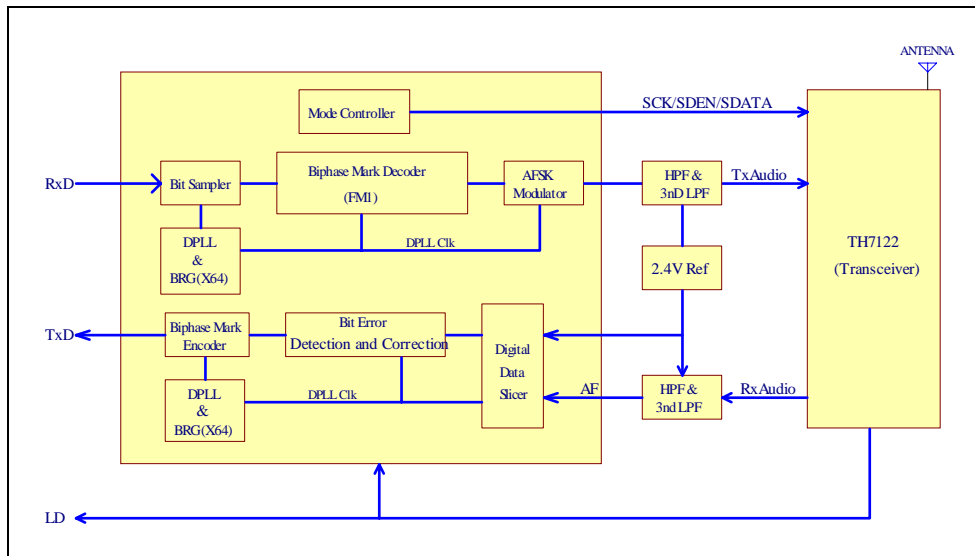 ANTENNA
SCK/SDEN/SDATA
Mode Controller
RxD
Bit Sampler
Biphase Mark Decoder
(FM1)
AFSK
Modulator
HPF &
3nD LPF
TxAudio
DPLL
&
BRG(X64)
DPLL Clk
2.4V Ref
TH7122
(Transceiver)
TxD
Biphase Mark
Encoder
Bit Error
Detection and Correction
Digital
Data
Slicer
AF
HPF &
3nd LPF
RxAudio
DPLL
&
BRG(X64)
DPLL Clk
LD